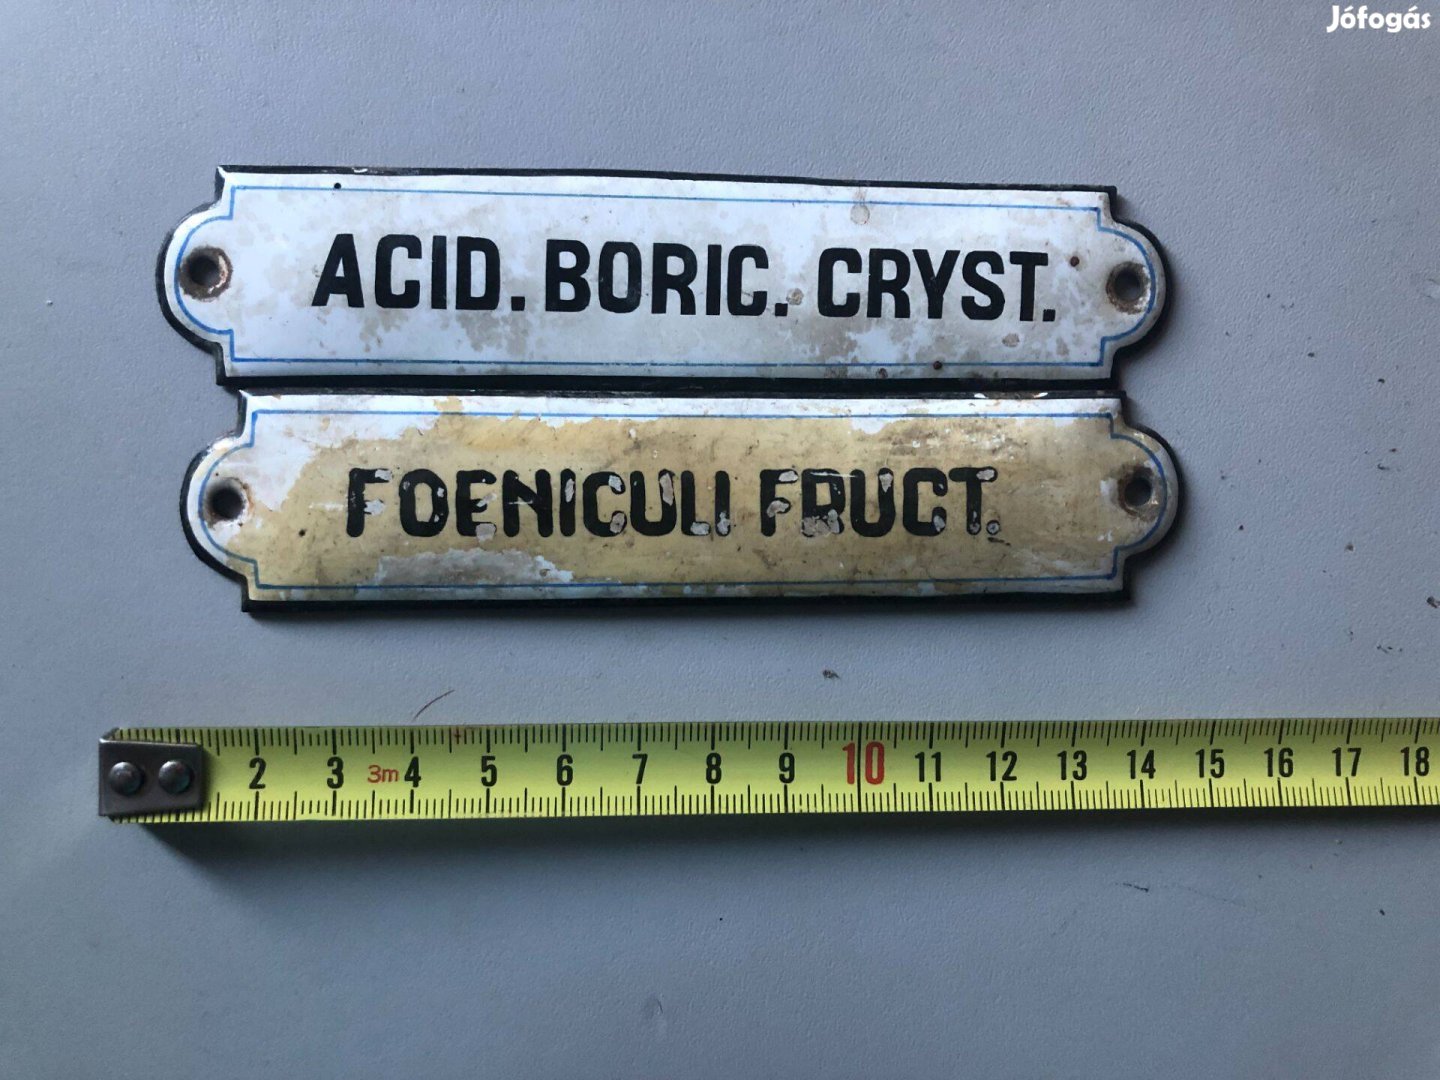 Jófogás
ACID. BORIC. CRYST.
FOENICULI FRUCT.
2 3 3m 4 5 6 7 8 9 10 11 12 13 14 15 16 17 18